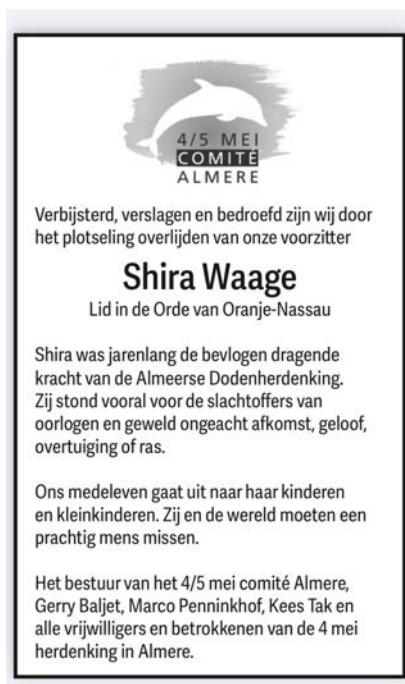 4/5 MEI
COMITÉ
ALMERE
Verbijsterd, verslagen en bedroefd zijn wij door
het plotseling overlijden van onze voorzitter
Shira Waage
Lid in de Orde van Oranje-Nassau
Shira was jarenlang de bevlogen dragende
kracht van de Almeerse Dodenherdenking.
Zij stond vooral voor de slachtoffers van
oorlogen en geweld ongeacht afkomst, geloof,
overtuiging of ras.
Ons medeleven gaat uit naar haar kinderen
en kleinkinderen. Zij en de wereld moeten een
prachtig mens missen.
Het bestuur van het 4/5 mei comité Almere,
Gerry Baljet, Marco Penninkhof, Kees Tak en
alle vrijwilligers en betrokkenen van de 4 mei
herdenking in Almere.